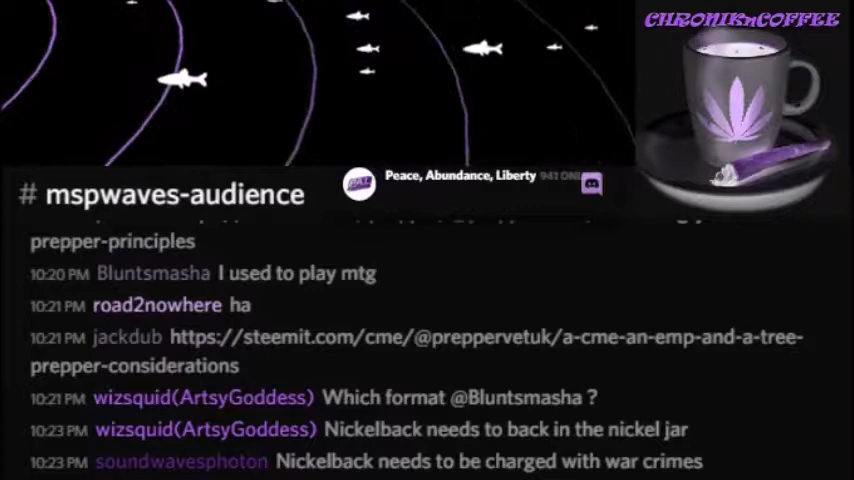 CHRONIKnCOFFEE
Peace, Abundance, Liberty 941
# mspwaves-audience
prepper-principles
10:20 PM Bluntsmasha I used to play mtg
10:21 PM road2nowhere ha
10:21 PM jackdub https://steemit.com/cme/@preppervetuk/a-cme-an-emp-and-a-tree-
prepper-considerations
10:21 PM wizsquid(ArtsyGoddess) Which format @Bluntsmasha ?
10:23 PM wizsquid(ArtsyGoddess) Nickelback needs to back in the nickel jar
10:23 PM soundwavesphoton Nickelback needs to be charged with war crimes